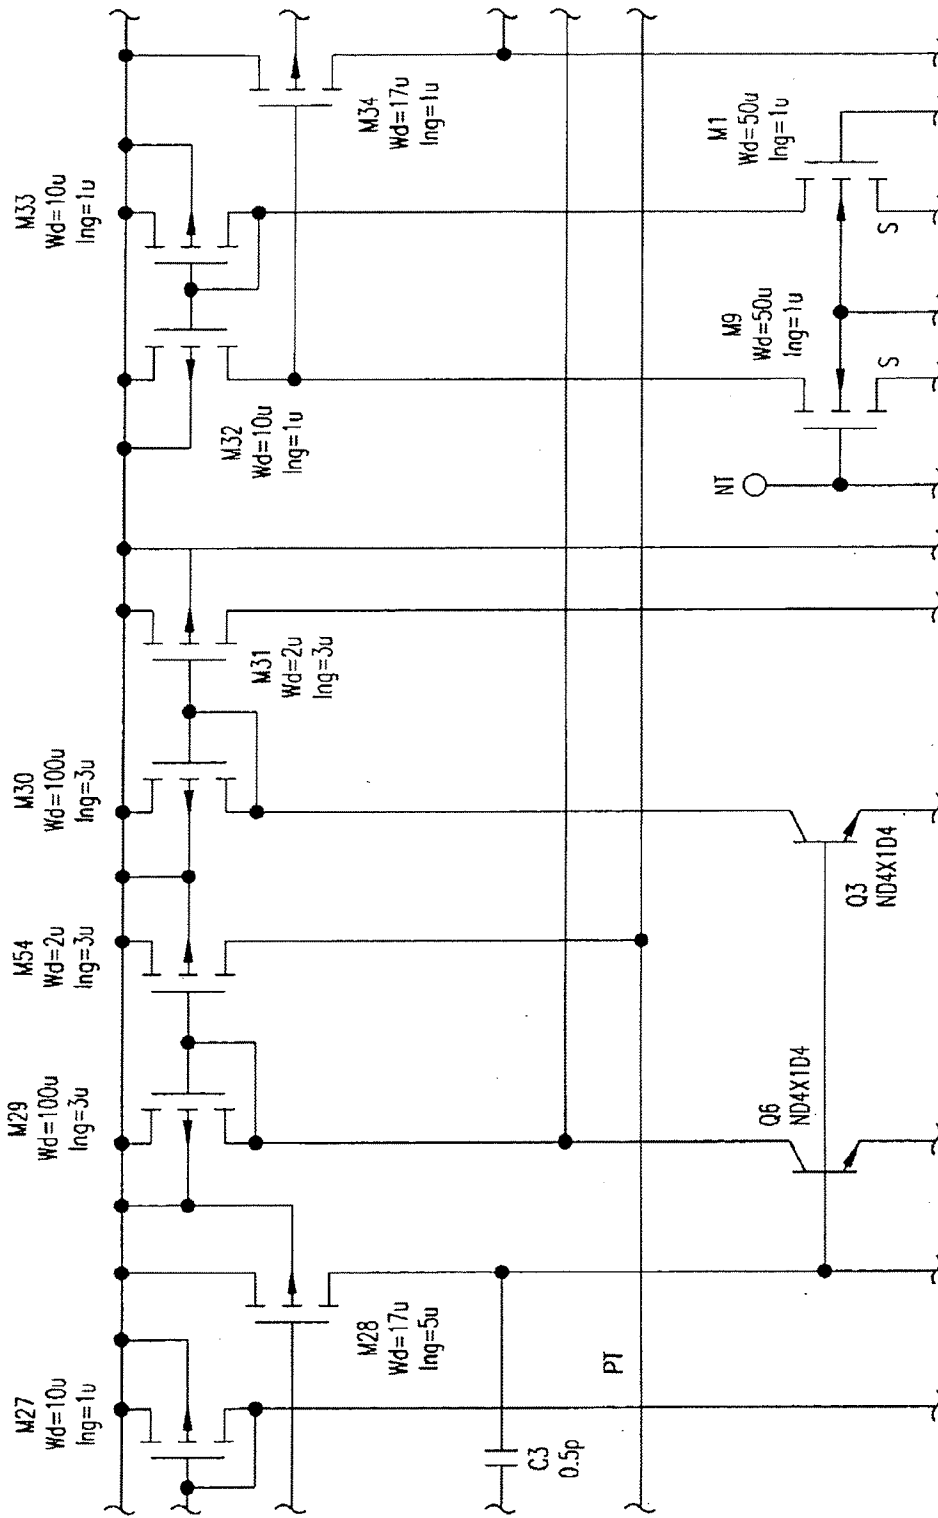 M27
Wd=10u
lng=1u
M28
Wd=17u
lng=5u
C3
0.5p
PT
M29
Wd=100u
lng=3u
M54
Wd=2u
lng=3u
Q6
ND4X1D4
M30
Wd=100u
lng=3u
M31
Wd=2u
lng=3u
Q3
ND4X1D4
M32
Wd=10u
lng=1u
M33
Wd=10u
lng=1u
M34
Wd=17u
lng=1u
NT
M9
Wd=50u
lng=1u
S
M1
Wd=50u
lng=1u
S